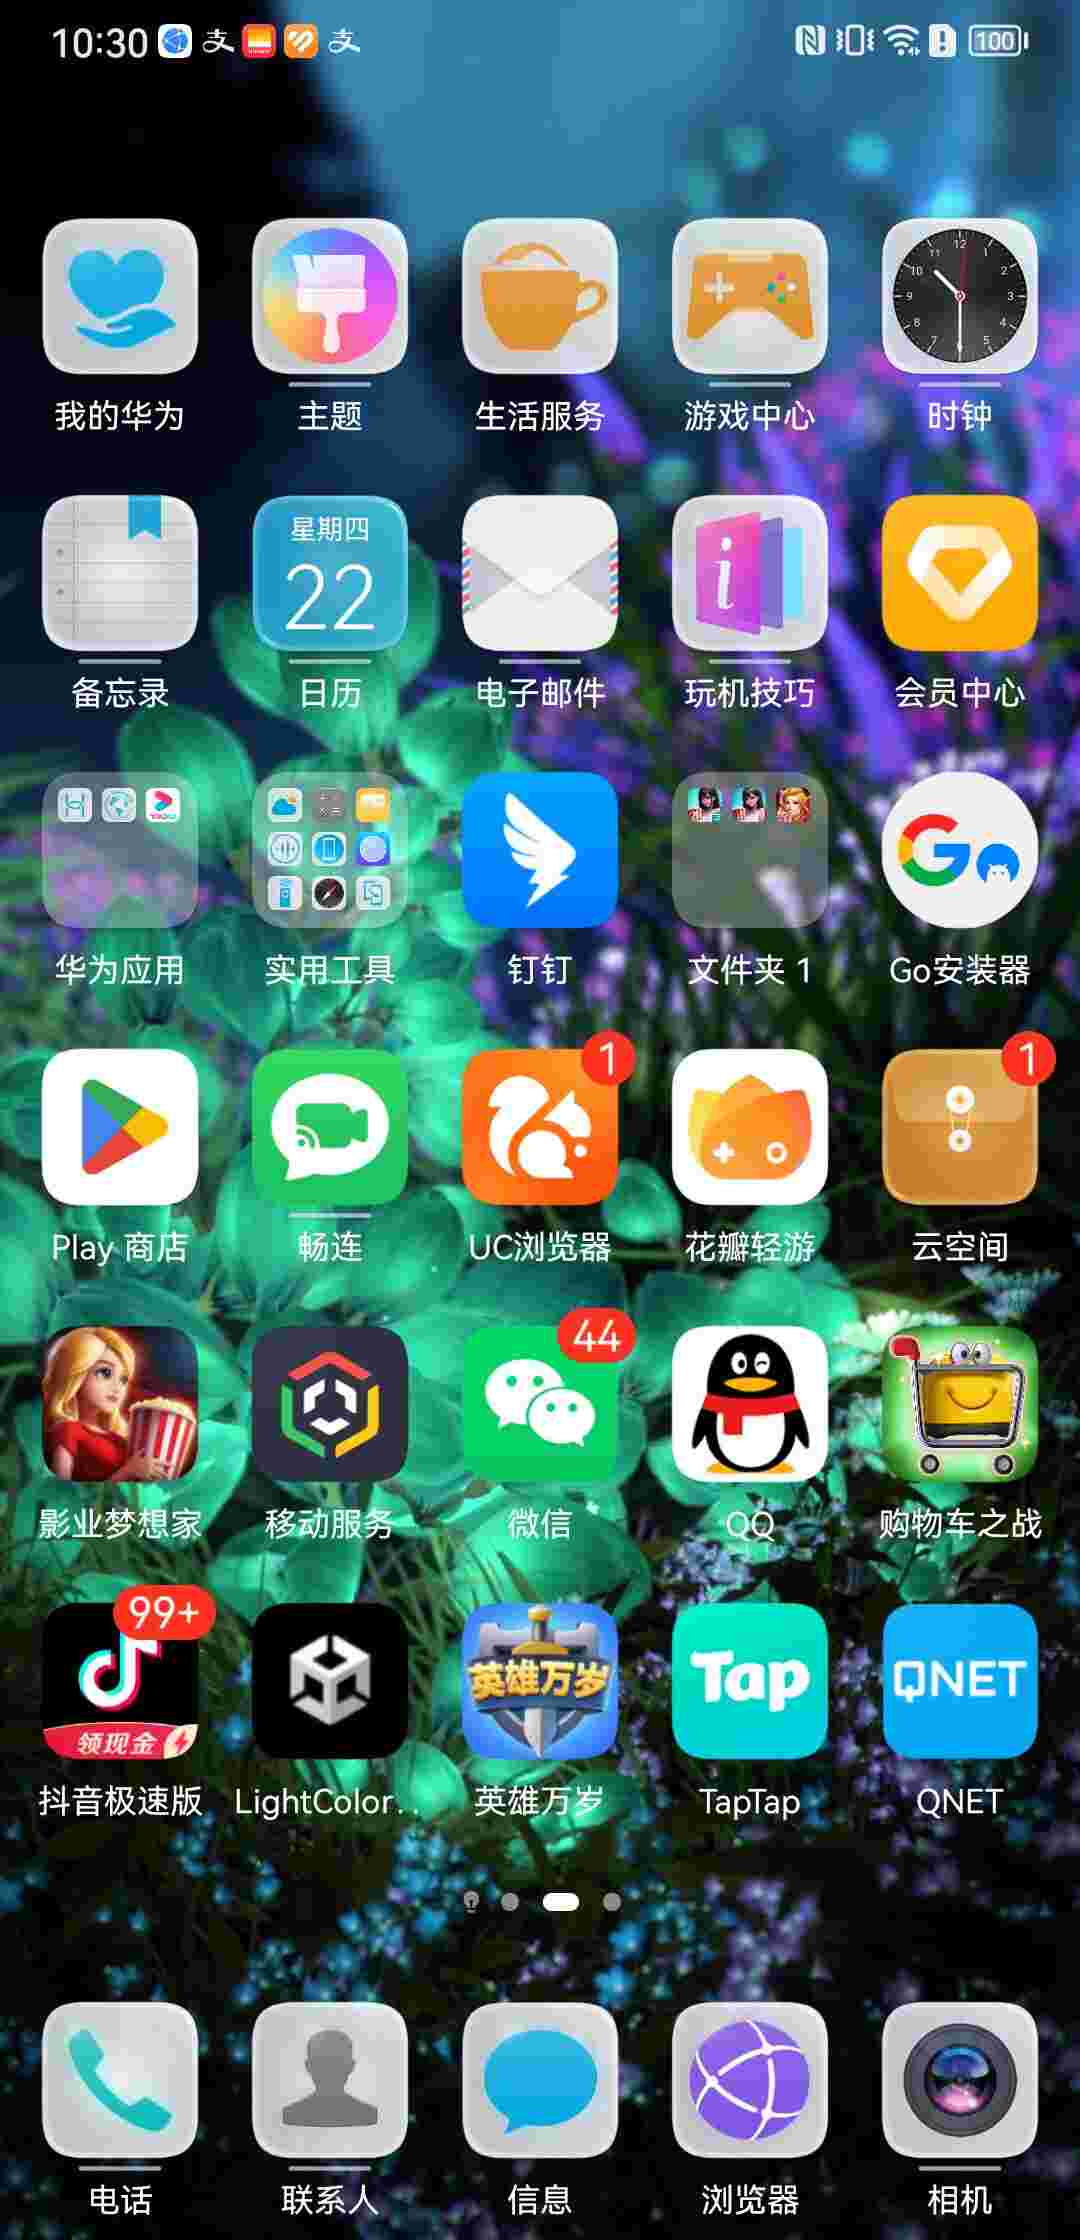 10:30 支 支 100
我的华为 主题 生活服务 游戏中心 时钟
星期四
22
备忘录 日历 电子邮件 玩机技巧 会员中心
Go
华为应用 实用工具 钉钉 文件夹 1 Go安装器
1 1
Play 商店 畅连 UC浏览器 花瓣轻游 云空间
44
影业梦想家 移动服务 微信 QQ 购物车之战
99+
英雄万岁 Tap QNET
领现金
抖音极速版 LightColor.. 英雄万岁 TapTap QNET
电话 联系人 信息 浏览器 相机